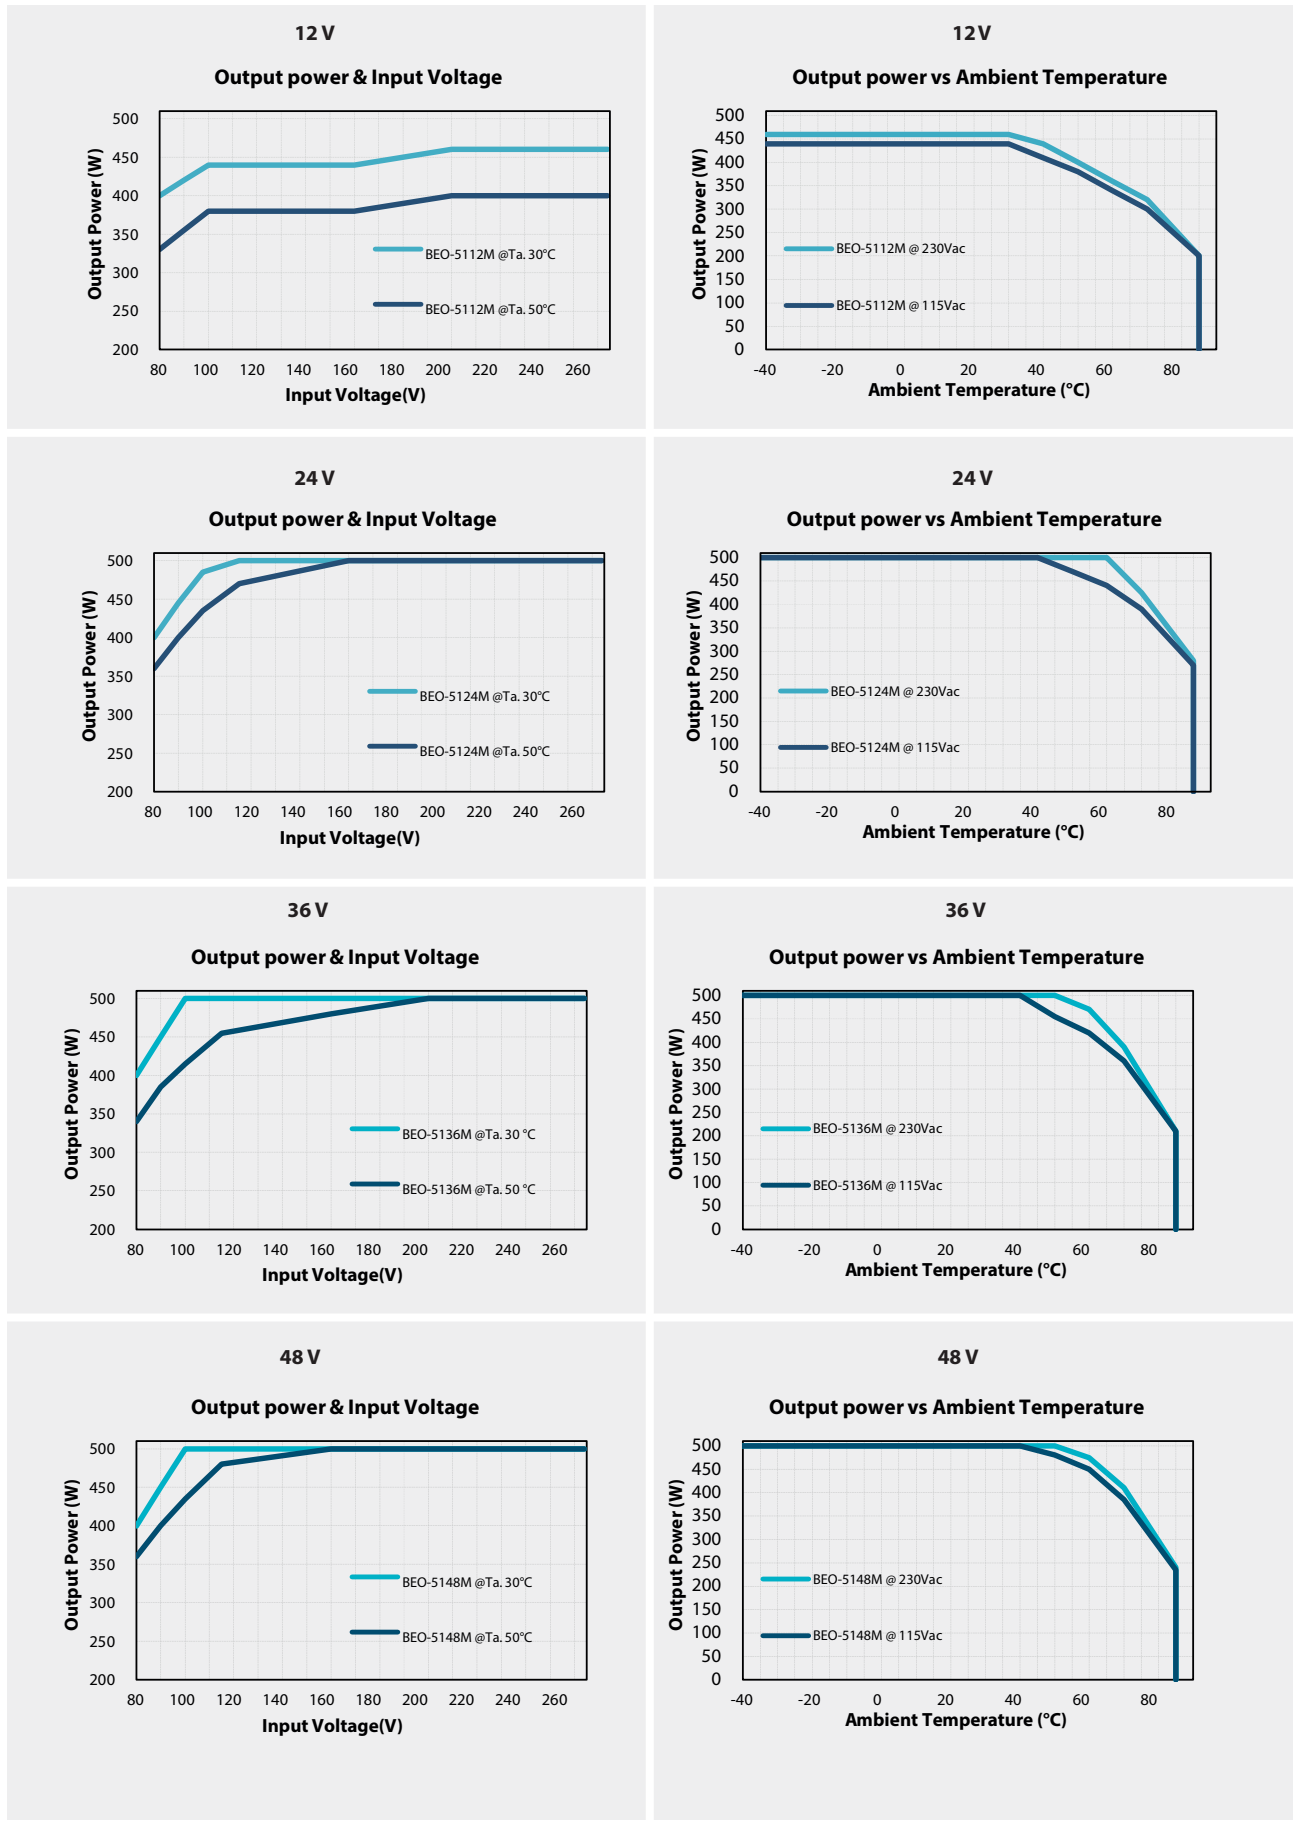 12 V
Output power & Input Voltage
Output Power (W)
500
450
400
350
300
250
200
BEO-5112M @Ta. 30°C
BEO-5112M @Ta. 50°C
80 100 120 140 160 180 200 220 240 260
Input Voltage(V)
12 V
Output power vs Ambient Temperature
Output Power (W)
500
450
400
350
300
250
200
150
100
50
0
BEO-5112M @ 230Vac
BEO-5112M @ 115Vac
-40 -20 0 20 40 60 80
Ambient Temperature (°C)
24 V
Output power & Input Voltage
Output Power (W)
500
450
400
350
300
250
200
BEO-5124M @Ta. 30°C
BEO-5124M @Ta. 50°C
80 100 120 140 160 180 200 220 240 260
Input Voltage(V)
24 V
Output power vs Ambient Temperature
Output Power (W)
500
450
400
350
300
250
200
150
100
50
0
BEO-5124M @ 230Vac
BEO-5124M @ 115Vac
-40 -20 0 20 40 60 80
Ambient Temperature (°C)
36 V
Output power & Input Voltage
Output Power (W)
500
450
400
350
300
250
200
BEO-5136M @Ta. 30 °C
BEO-5136M @Ta. 50 °C
80 100 120 140 160 180 200 220 240 260
Input Voltage(V)
36 V
Output power vs Ambient Temperature
Output Power (W)
500
450
400
350
300
250
200
150
100
50
0
BEO-5136M @ 230Vac
BEO-5136M @ 115Vac
-40 -20 0 20 40 60 80
Ambient Temperature (°C)
48 V
Output power & Input Voltage
Output Power (W)
500
450
400
350
300
250
200
BEO-5148M @Ta. 30°C
BEO-5148M @Ta. 50°C
80 100 120 140 160 180 200 220 240 260
Input Voltage(V)
48 V
Output power vs Ambient Temperature
Output Power (W)
500
450
400
350
300
250
200
150
100
50
0
BEO-5148M @ 230Vac
BEO-5148M @ 115Vac
-40 -20 0 20 40 60 80
Ambient Temperature (°C)